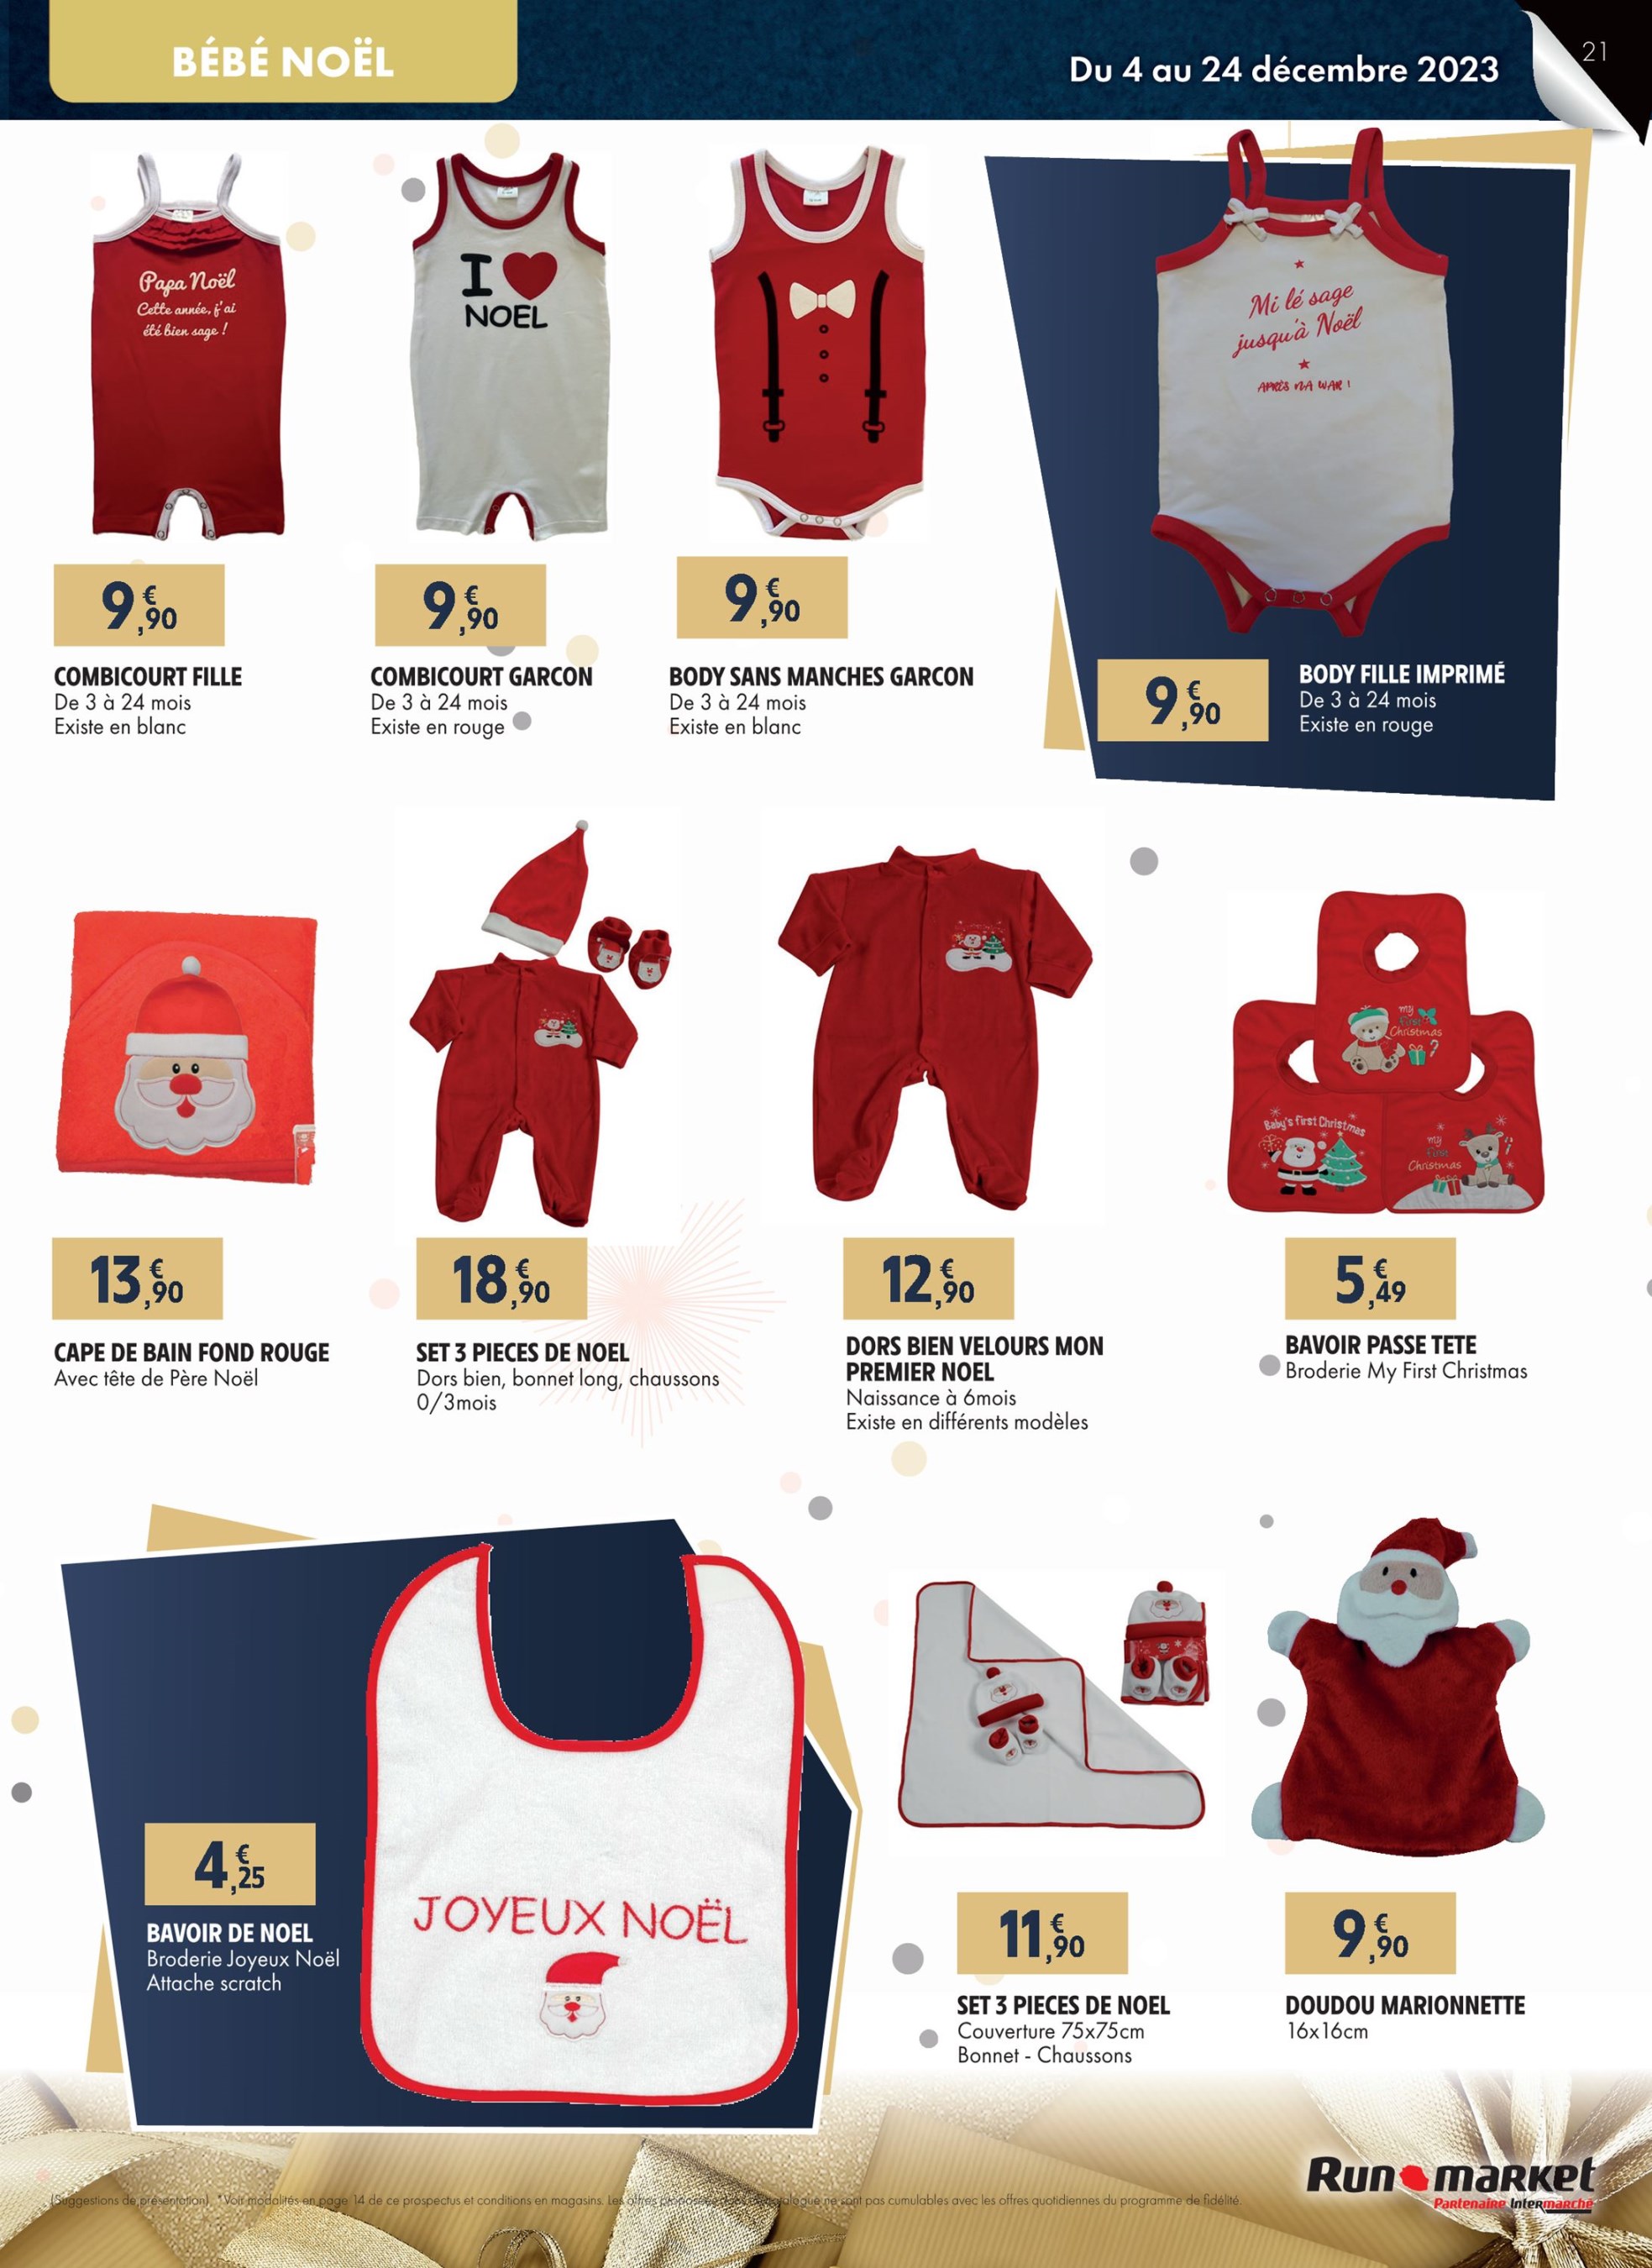 BÉBÉ NOËL
Du 4 au 24 décembre 2023
21
Papa Noël
Cette année, j'ai
été bien sage !
I
NOEL
Mi lé sage
jusqu'à Noël
APRÈS NA WAR !
9€,90
COMBICOURT FILLE
De 3 à 24 mois
Existe en blanc
9€,90
COMBICOURT GARCON
De 3 à 24 mois
Existe en rouge
9€,90
BODY SANS MANCHES GARCON
De 3 à 24 mois
Existe en blanc
9€,90
BODY FILLE IMPRIMÉ
De 3 à 24 mois
Existe en rouge
my
first
Christmas
Baby's first Christmas
my
first
Christmas
13€,90
CAPE DE BAIN FOND ROUGE
Avec tête de Père Noël
18€,90
SET 3 PIECES DE NOEL
Dors bien, bonnet long, chaussons
0/3mois
12€,90
DORS BIEN VELOURS MON
PREMIER NOEL
Naissance à 6mois
Existe en différents modèles
5€,49
BAVOIR PASSE TETE
Broderie My First Christmas
4€,25
BAVOIR DE NOEL
Broderie Joyeux Noël
Attache scratch
JOYEUX NOËL
11€,90
SET 3 PIECES DE NOEL
Couverture 75x75cm
Bonnet - Chaussons
9€,90
DOUDOU MARIONNETTE
16x16cm
Run market
Partenaire Intermarche
(Suggestions de présentation). *Voir modalités en page 14 de ce prospectus et conditions en magasins. Les offres proposées dans ce catalogue ne sont pas cumulables avec les offres quotidiennes du programme de fidélité.